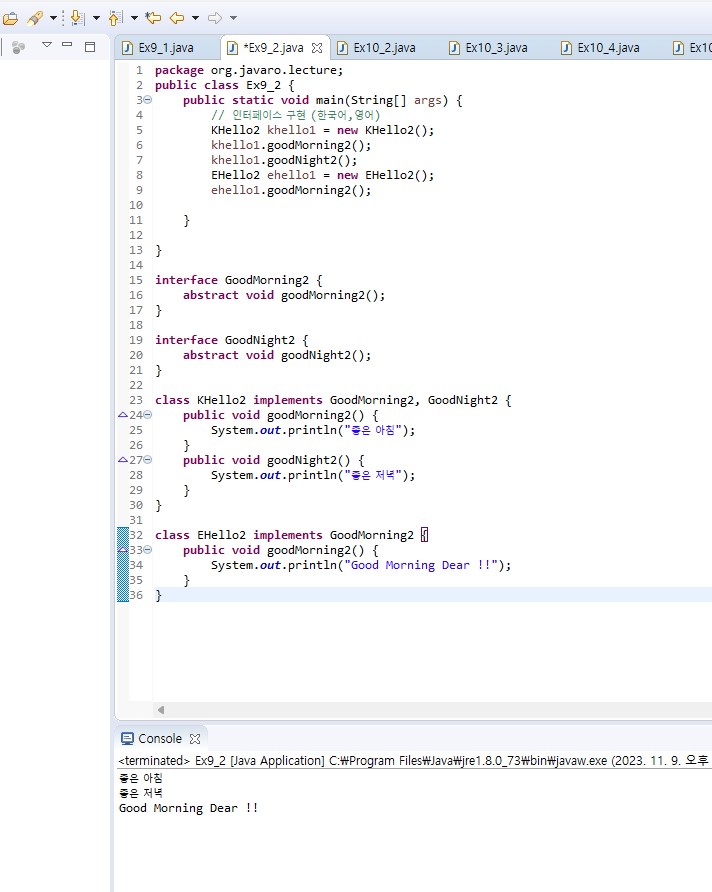 Ex9_1.java *Ex9_2.java Ex10_2.java Ex10_3.java Ex10_4.java Ex10
1 package org.javaro.lecture;
2 public class Ex9_2 {
3 public static void main(String[] args) {
4 // 인터페이스 구현 (한국어,영어)
5 KHello2 khello1 = new KHello2();
6 khello1.goodMorning2();
7 khello1.goodNight2();
8 EHello2 ehello1 = new EHello2();
9 ehello1.goodMorning2();
10
11 }
12
13 }
14
15 interface GoodMorning2 {
16 abstract void goodMorning2();
17 }
18
19 interface GoodNight2 {
20 abstract void goodNight2();
21 }
22
23 class KHello2 implements GoodMorning2, GoodNight2 {
24 public void goodMorning2() {
25 System.out.println("좋은 아침");
26 }
27 public void goodNight2() {
28 System.out.println("좋은 저녁");
29 }
30 }
31
32 class EHello2 implements GoodMorning2 {
33 public void goodMorning2() {
34 System.out.println("Good Morning Dear !!");
35 }
36 }
Console
<terminated> Ex9_2 [Java Application] C:₩Program Files₩Java₩jre1.8.0_73₩bin₩javaw.exe (2023. 11. 9. 오후
좋은 아침
좋은 저녁
Good Morning Dear !!